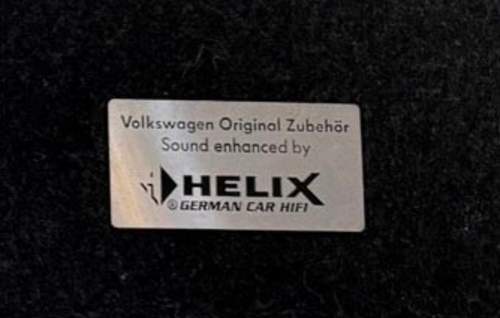 Volkswagen Original Zubehör
Sound enhanced by
HELIX
® GERMAN CAR HIFI